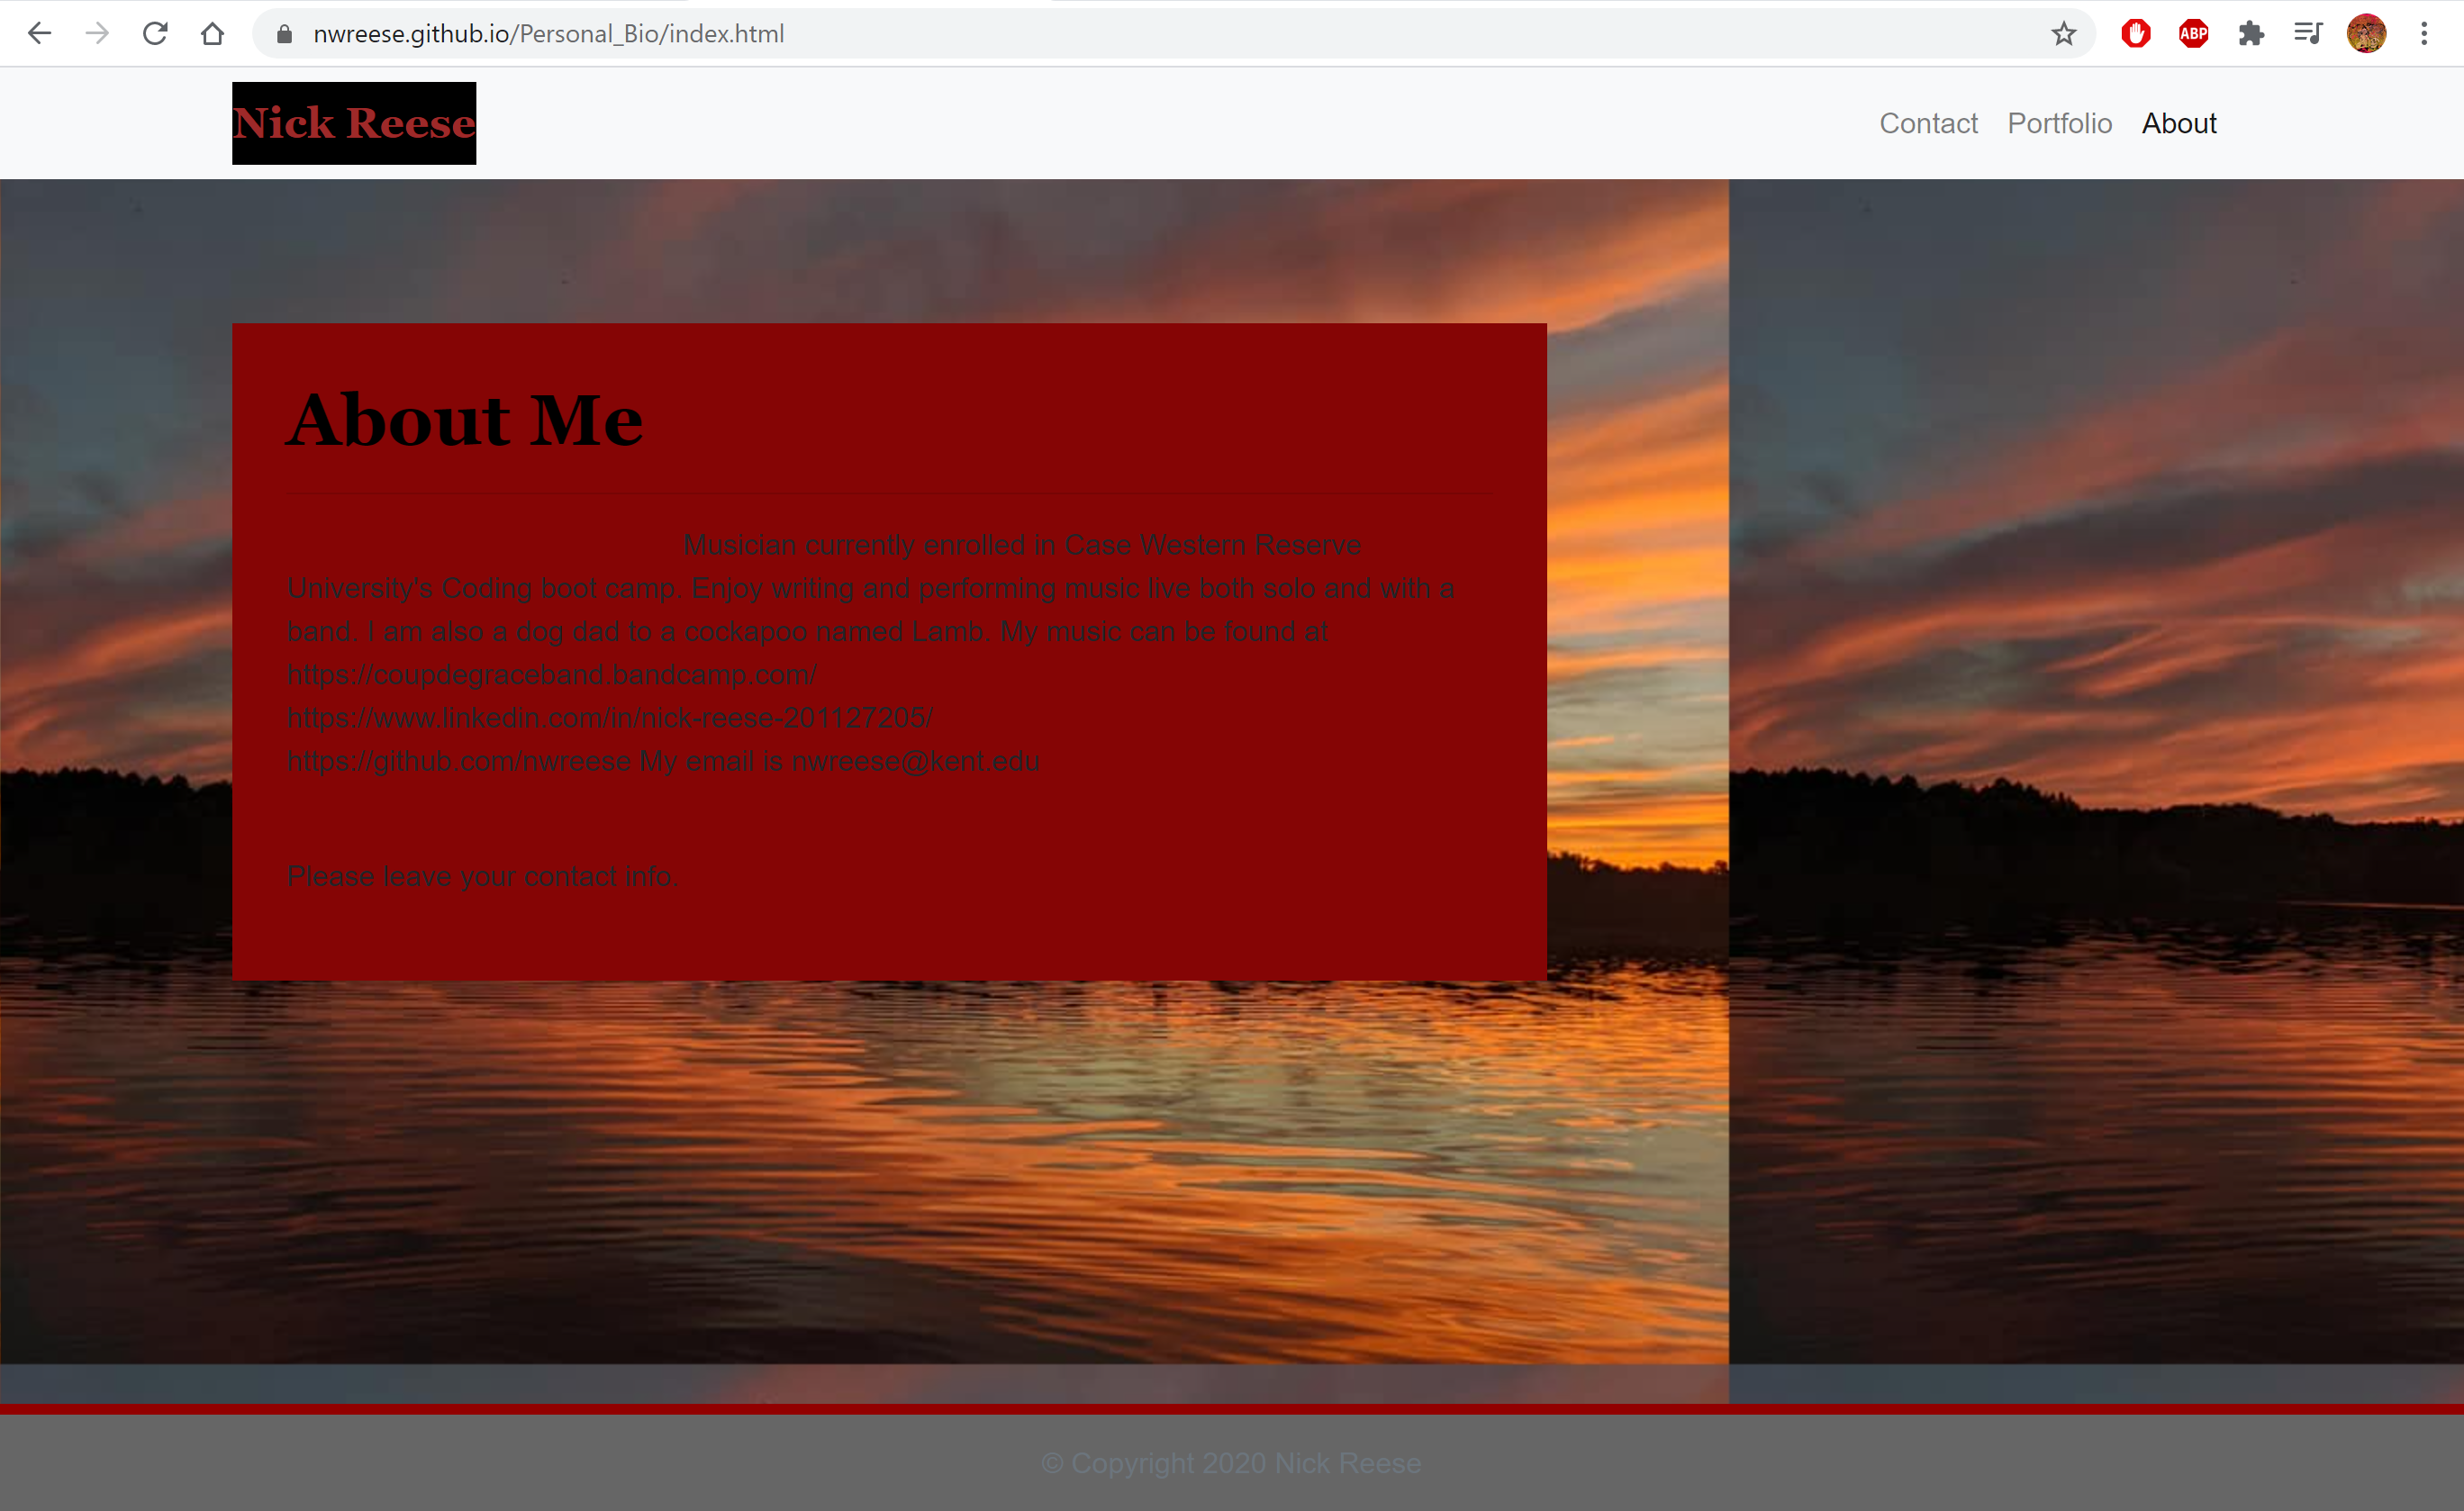 nwreese.github.io/Personal_Bio/index.html
ABP
Nick Reese
Contact Portfolio About
About Me
Musician currently enrolled in Case Western Reserve
University's Coding boot camp. Enjoy writing and performing music live both solo and with a
band. I am also a dog dad to a cockapoo named Lamb. My music can be found at
https://coupdegraceband.bandcamp.com/
https://www.linkedin.com/in/nick-reese-201127205/
https://github.com/nwreese My email is nwreese@kent.edu
Please leave your contact info.
© Copyright 2020 Nick Reese